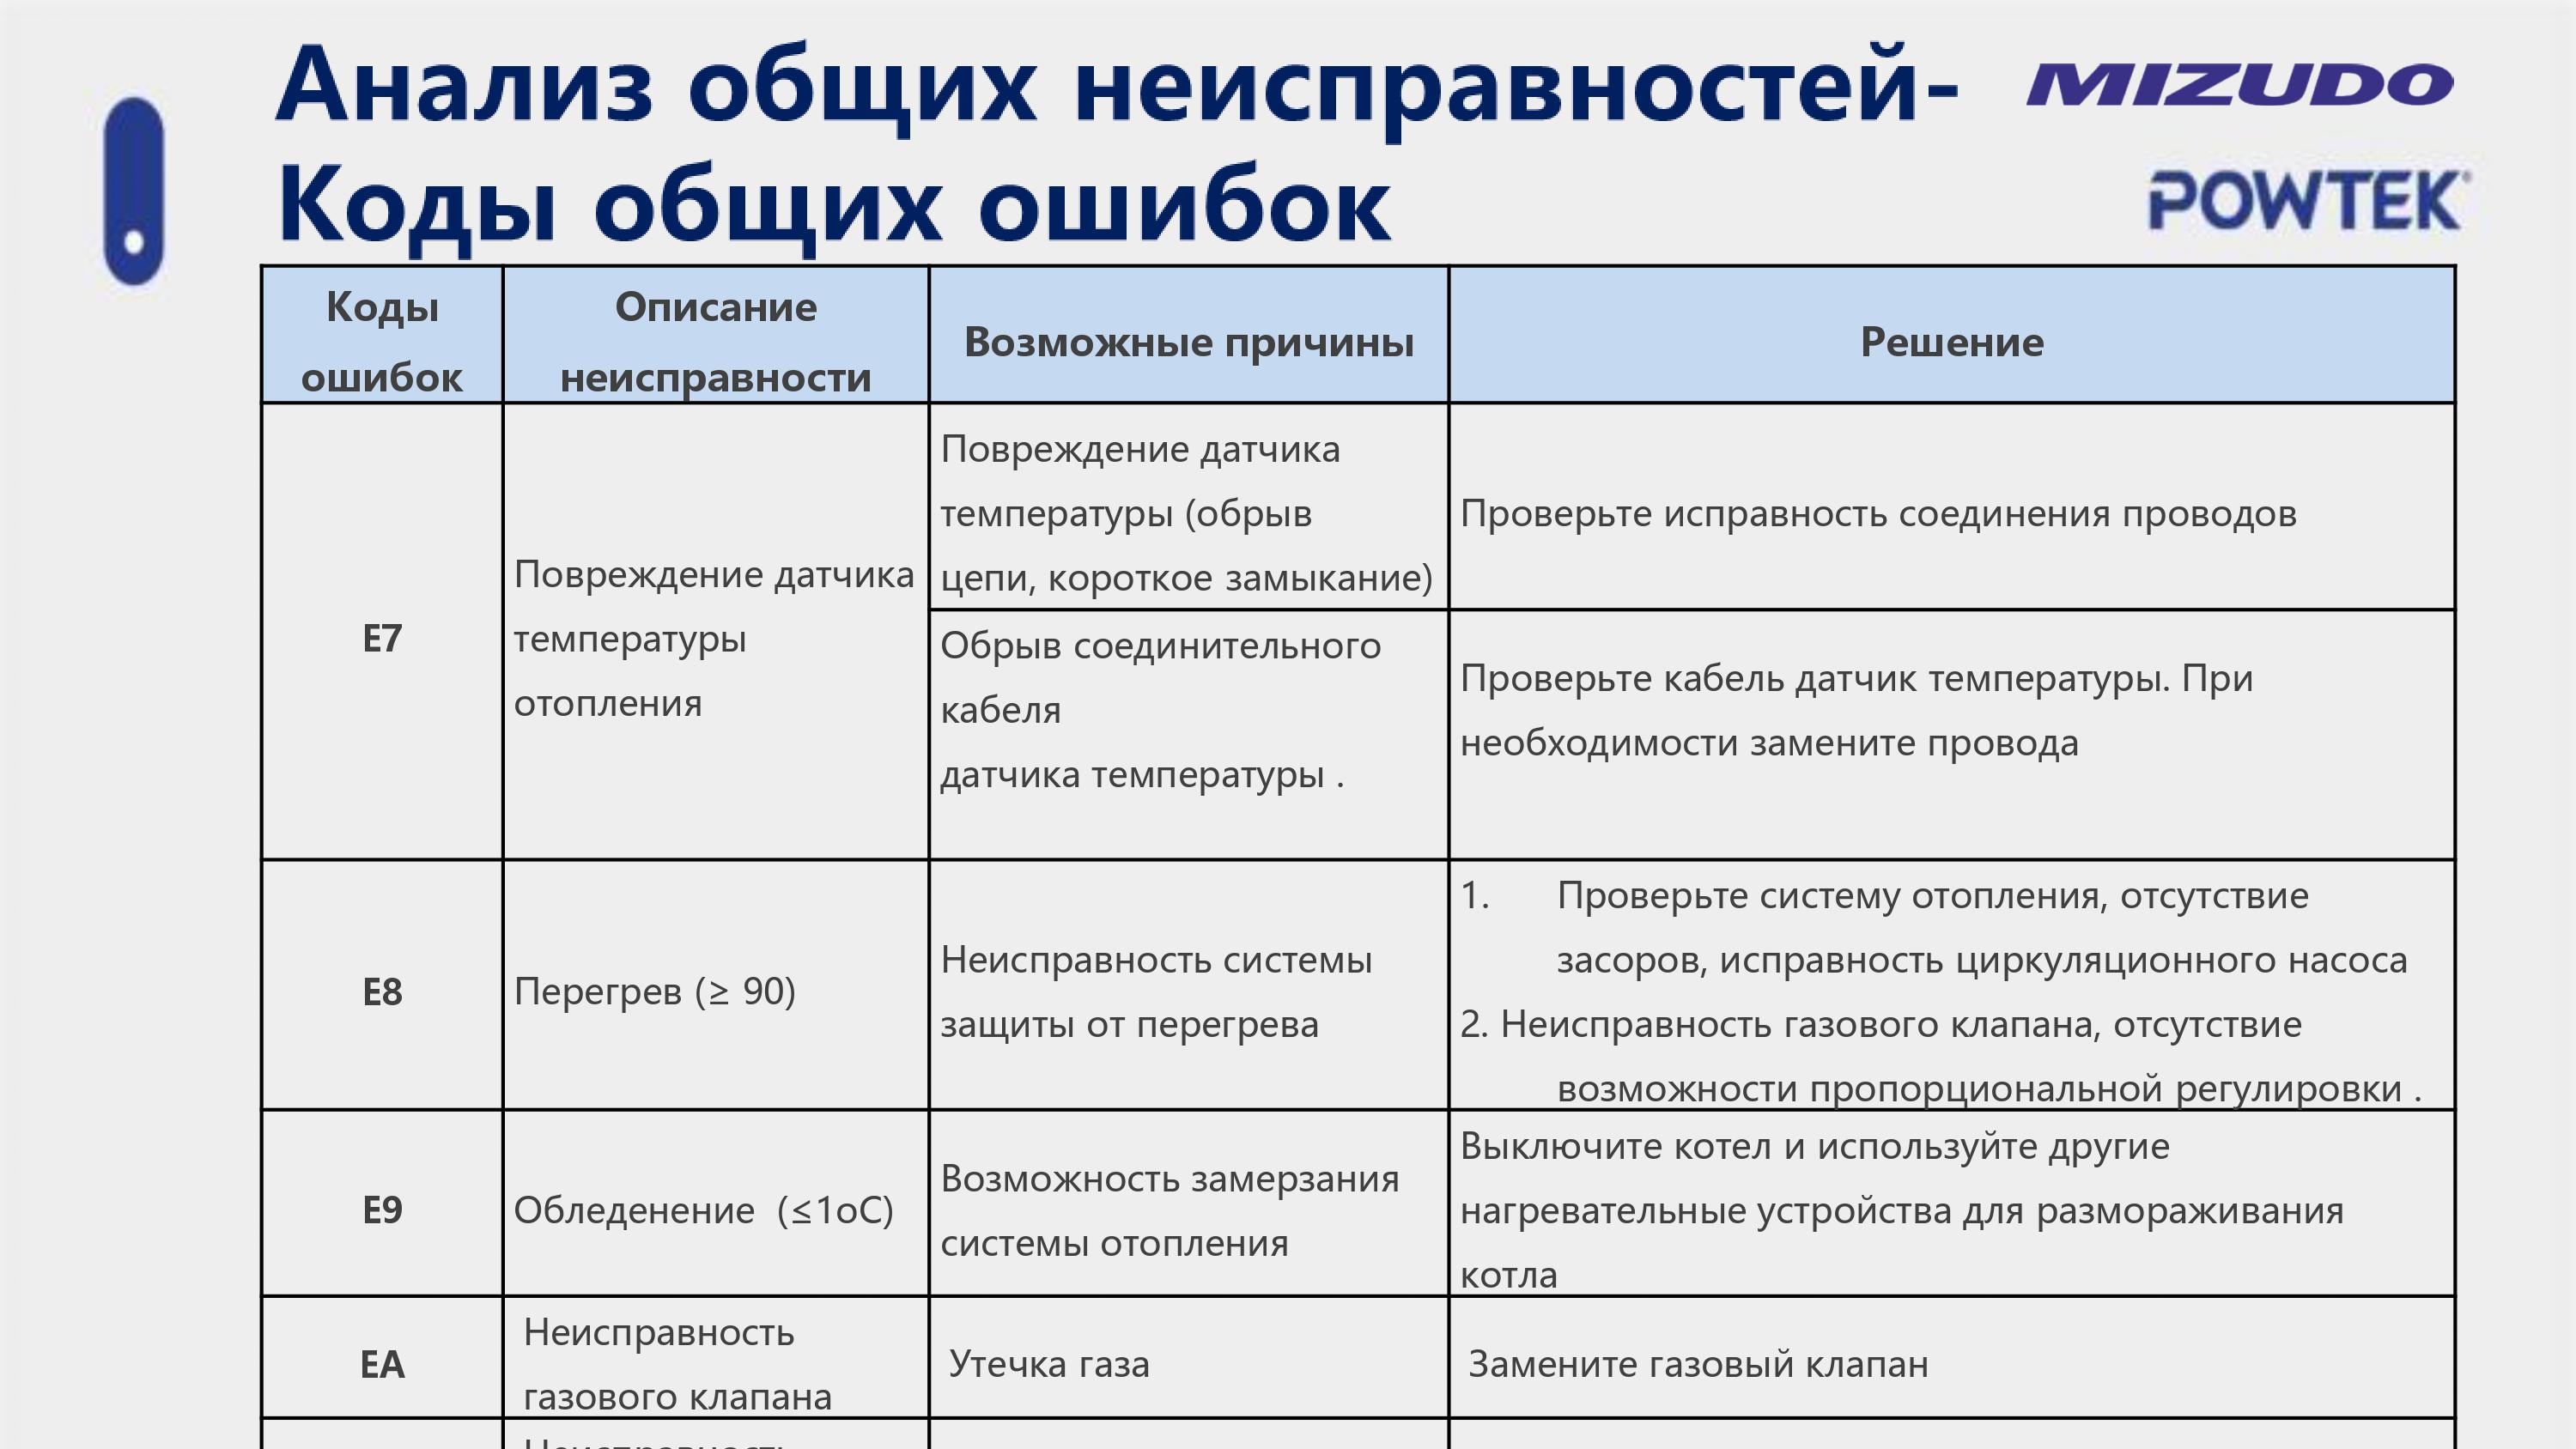 Анализ общих неисправностей-
Коды общих ошибок
MIZUDO
POWTEK®
Коды
ошибок
Описание
неисправности
Возможные причины
Решение
E7
Повреждение датчика
температуры
отопления
Повреждение датчика
температуры (обрыв
цепи, короткое замыкание)
Проверьте исправность соединения проводов
Обрыв соединительного
кабеля
датчика температуры .
Проверьте кабель датчик температуры. При
необходимости замените провода
E8
Перегрев (≥ 90)
Неисправность системы
защиты от перегрева
1. Проверьте систему отопления, отсутствие
засоров, исправность циркуляционного насоса
2. Неисправность газового клапана, отсутствие
возможности пропорциональной регулировки .
E9
Обледенение (≤1oC)
Возможность замерзания
системы отопления
Выключите котел и используйте другие
нагревательные устройства для размораживания
котла
EA
Неисправность
газового клапана
Утечка газа
Замените газовый клапан